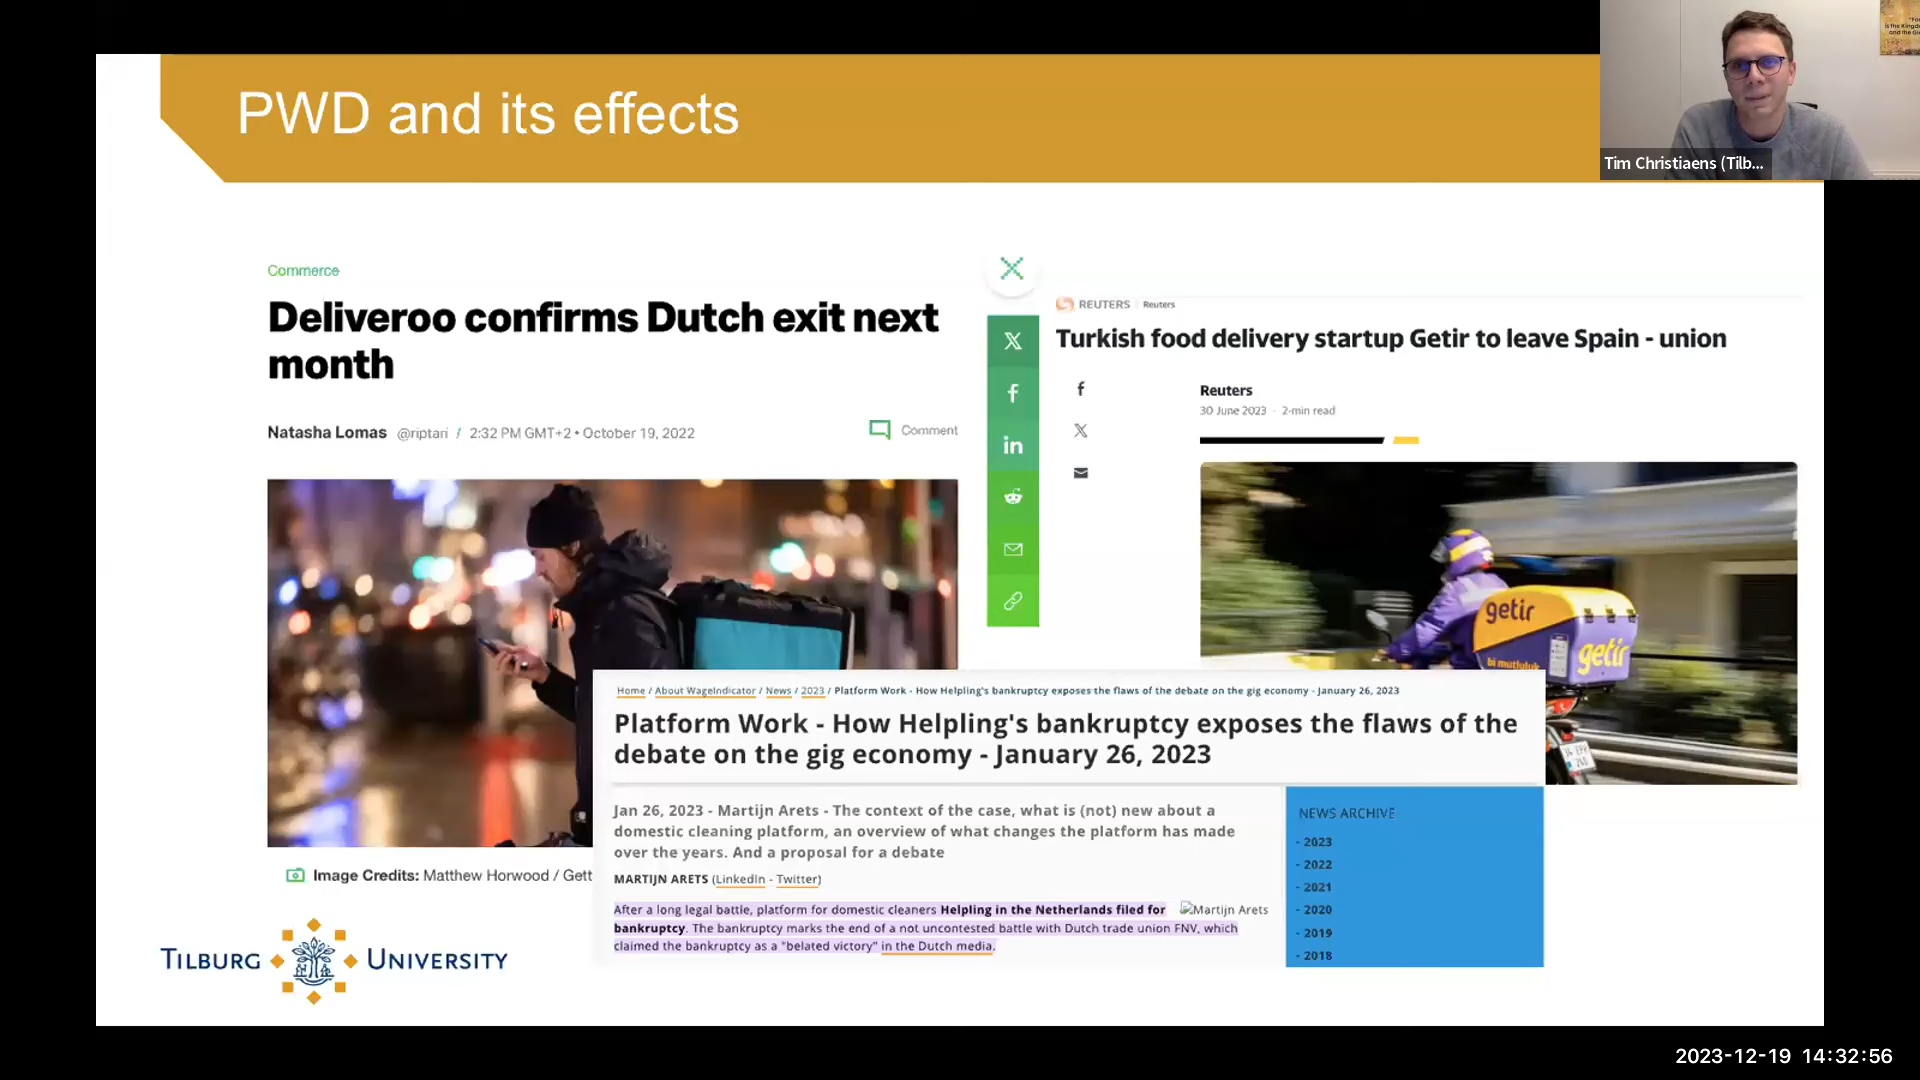 PWD and its effects
"For
is the Kingd
and the Gl
Tim Christiaens (Tilb...
Commerce
Deliveroo confirms Dutch exit next
month
Natasha Lomas @riptari / 2:32 PM GMT+2 • October 19, 2022
Comment
Image Credits: Matthew Horwood / Gett
REUTERS Reuters
Turkish food delivery startup Getir to leave Spain - union
Reuters
30 June 2023 · 2-min read
getir
getir
bi mutluluk
Home / About WageIndicator / News / 2023 / Platform Work - How Helpling's bankruptcy exposes the flaws of the debate on the gig economy - January 26, 2023
Platform Work - How Helpling's bankruptcy exposes the flaws of the
debate on the gig economy - January 26, 2023
Jan 26, 2023 - Martijn Arets - The context of the case, what is (not) new about a
domestic cleaning platform, an overview of what changes the platform has made
over the years. And a proposal for a debate
MARTIJN ARETS (LinkedIn - Twitter)
After a long legal battle, platform for domestic cleaners Helpling in the Netherlands filed for
bankruptcy. The bankruptcy marks the end of a not uncontested battle with Dutch trade union FNV, which
claimed the bankruptcy as a "belated victory" in the Dutch media.
Martijn Arets
NEWS ARCHIVE
- 2023
- 2022
- 2021
- 2020
- 2019
- 2018
TILBURG UNIVERSITY
2023-12-19 14:32:56